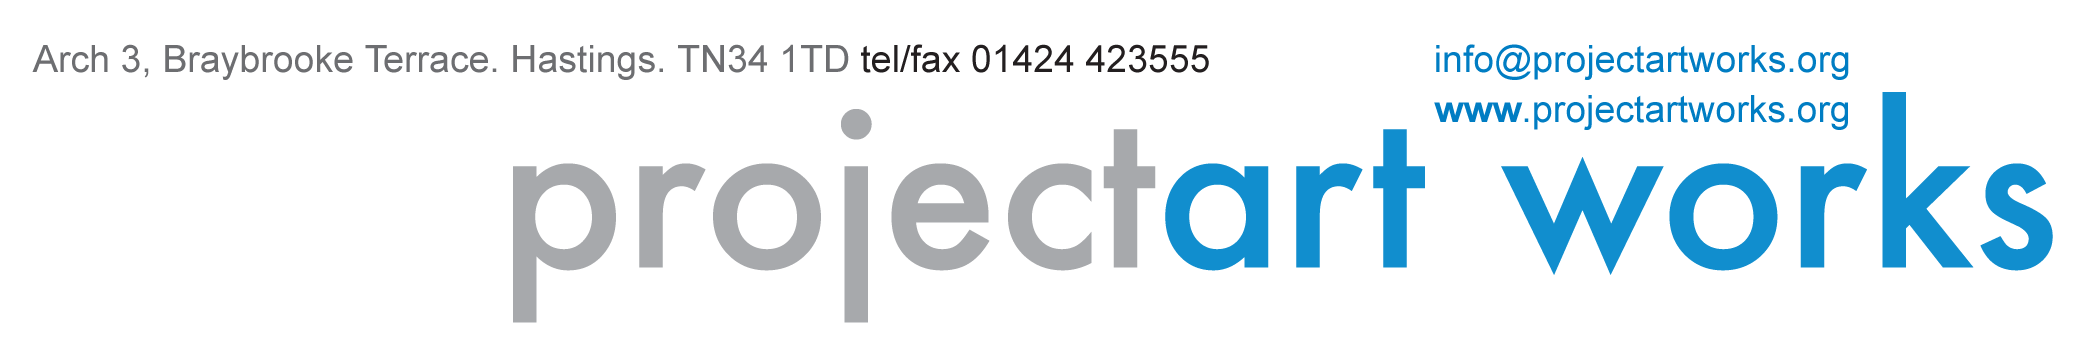 Arch 3, Braybrooke Terrace. Hastings. TN34 1TD tel/fax 01424 423555
info@projectartworks.org
www.projectartworks.org
projectart works